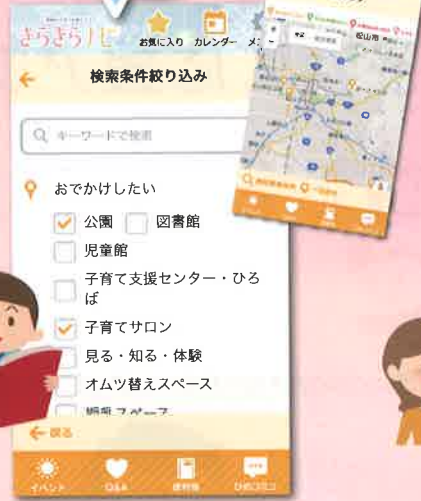 きらきらナビ
お気に入り カレンダー
検索条件絞り込み
キーワードで検索
おでかけしたい
公園 図書館
児童館
子育て支援センター・ひろ
ば
子育てサロン
見る・知る・体験
オムツ替えスペース
戻る
イベント Q&A 便利帳 ひめコミュ
松山市